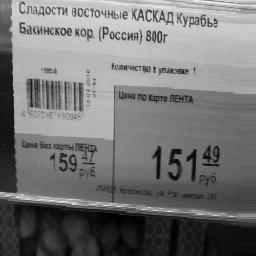 Сладости восточные КАСКАД Курабье
Бакинское кор. (Россия) 800г
Количество в упаковке 1
Цена по карте ЛЕНТА
151 49
руб.
Цена без карты ЛЕНТА
159 47
руб.